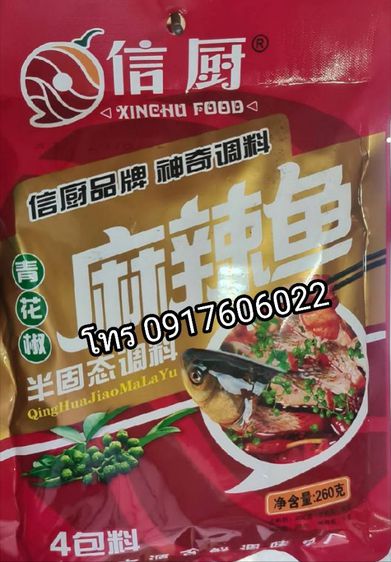 信厨®
XINCHU FOOD
信厨品牌 神奇调料
青花椒
麻辣鱼
โทร 0917606022
半固态调料
QingHuaJiaoMaLaYu
净含量:260克
4包料